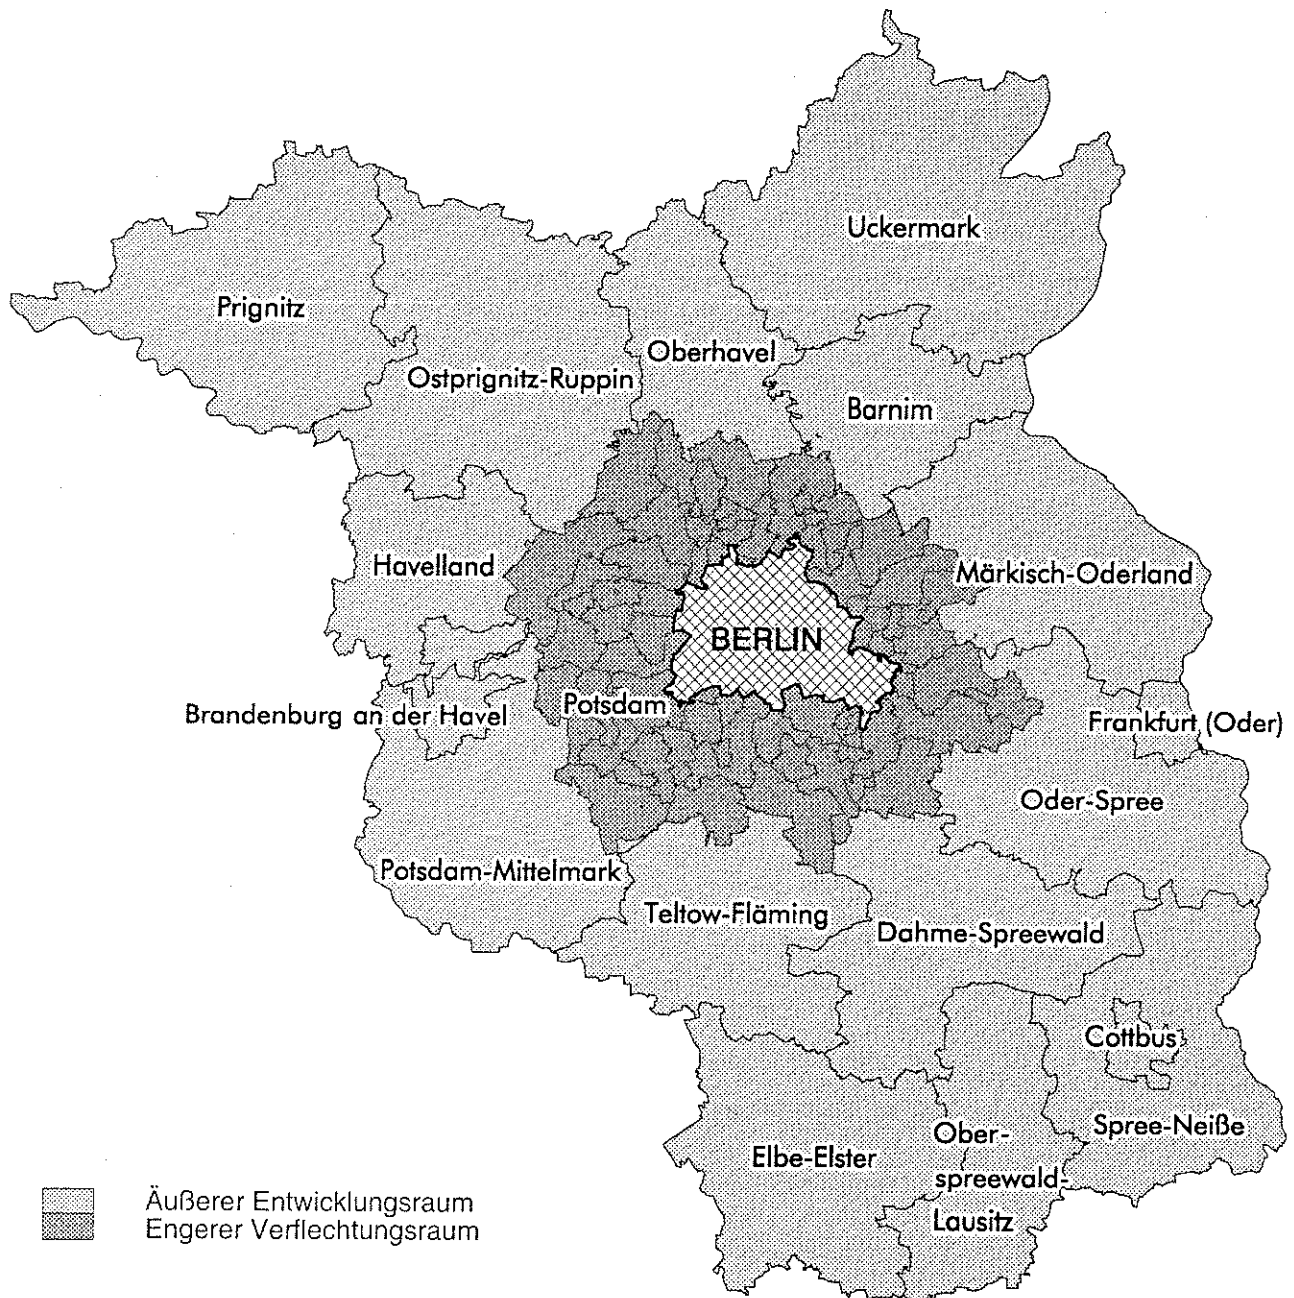 Uckermark
Prignitz
Oberhavel
Ostprignitz-Ruppin
Barnim
Havelland
Märkisch-Oderland
BERLIN
Potsdam
Brandenburg an der Havel
Frankfurt (Oder)
Oder-Spree
Potsdam-Mittelmark
Teltow-Fläming
Dahme-Spreewald
Cottbus
Spree-Neiße
Elbe-Elster
Ober-
spreewald-
Lausitz
Äußerer Entwicklungsraum
Engerer Verflechtungsraum